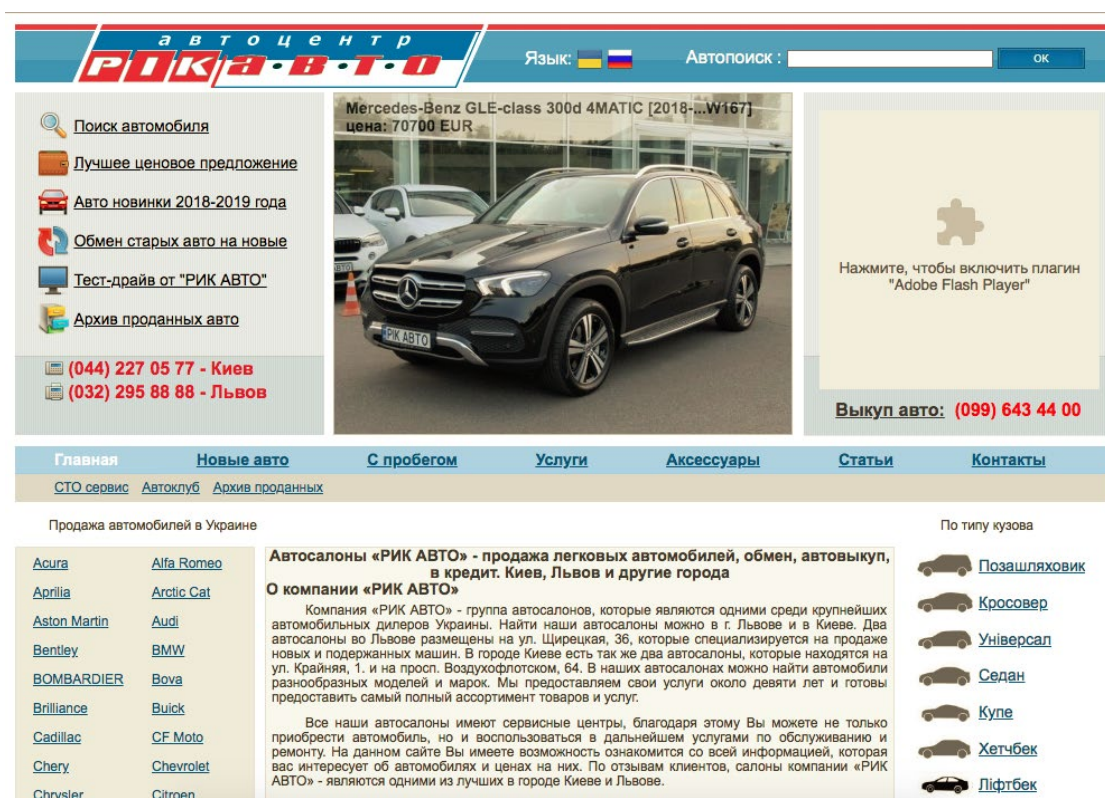 автоцентр
РІКАВТО
Язык:
Автопоиск :
ОК
Поиск автомобиля
Лучшее ценовое предложение
Авто новинки 2018-2019 года
Обмен старых авто на новые
Тест-драйв от "РИК АВТО"
Архив проданных авто
(044) 227 05 77 - Киев
(032) 295 88 88 - Львов
Mercedes-Benz GLE-class 300d 4MATIC [2018-...W167]
цена: 70700 EUR
РІК АВТО
Нажмите, чтобы включить плагин
"Adobe Flash Player"
Выкуп авто: (099) 643 44 00
Главная Новые авто С пробегом Услуги Аксессуары Статьи Контакты
СТО сервис Автоклуб Архив проданных
Продажа автомобилей в Украине
Acura Alfa Romeo
Aprilia Arctic Cat
Aston Martin Audi
Bentley BMW
BOMBARDIER Bova
Brilliance Buick
Cadillac CF Moto
Chery Chevrolet
Chrysler Citroen
Автосалоны «РИК АВТО» - продажа легковых автомобилей, обмен, автовыкуп,
в кредит. Киев, Львов и другие города
О компании «РИК АВТО»
Компания «РИК АВТО» - группа автосалонов, которые являются одними среди крупнейших
автомобильных дилеров Украины. Найти наши автосалоны можно в г. Львове и в Киеве. Два
автосалоны во Львове размещены на ул. Щирецкая, 36, которые специализируется на продаже
новых и подержанных машин. В городе Киеве есть так же два автосалоны, которые находятся на
ул. Крайняя, 1. и на просп. Воздухофлотском, 64. В наших автосалонах можно найти автомобили
разнообразных моделей и марок. Мы предоставляем свои услуги около девяти лет и готовы
предоставить самый полный ассортимент товаров и услуг.
Все наши автосалоны имеют сервисные центры, благодаря этому Вы можете не только
приобрести автомобиль, но и воспользоваться в дальнейшем услугами по обслуживанию и
ремонту. На данном сайте Вы имеете возможность ознакомится со всей информацией, которая
вас интересует об автомобилях и ценах на них. По отзывам клиентов, салоны компании «РИК
АВТО» - являются одними из лучших в городе Киеве и Львове.
По типу кузова
Позашляховик
Кросовер
Універсал
Седан
Купе
Хетчбек
Ліфтбек